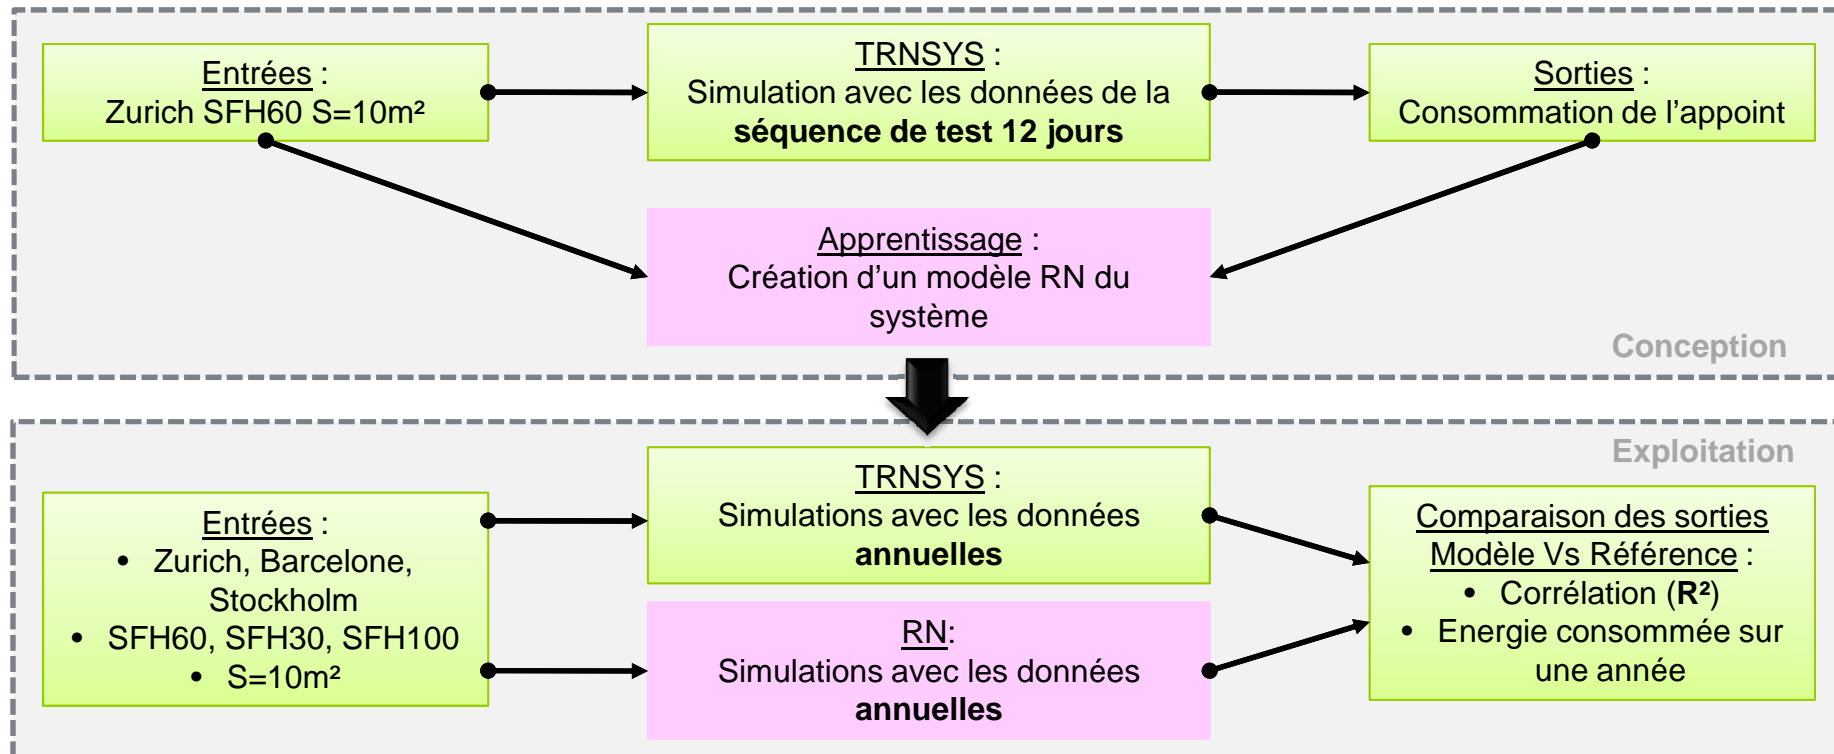 Entrées :
Zurich SFH60 S=10m²
TRNSYS :
Simulation avec les données de la
séquence de test 12 jours
Sorties :
Consommation de l'appoint
Apprentissage :
Création d'un modèle RN du
système
Conception
Exploitation
Entrées :
• Zurich, Barcelone,
Stockholm
• SFH60, SFH30, SFH100
• S=10m²
TRNSYS :
Simulations avec les données
annuelles
RN:
Simulations avec les données
annuelles
Comparaison des sorties
Modèle Vs Référence :
• Corrélation (R²)
• Energie consommée sur
une année